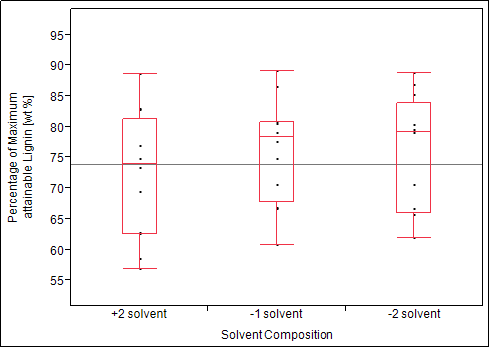 Percentage of Maximum
attainable Lignin [wt %]
95
90
85
80
75
70
65
60
55
+2 solvent
-1 solvent
-2 solvent
Solvent Composition